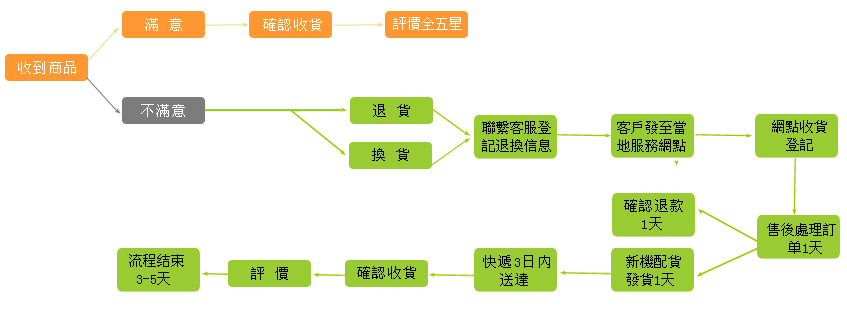 滿 意
確認收貨
評價全五星
收到商品
不滿意
退 貨
換 貨
聯繫客服登
記退換信息
客戶發至當
地服務網點
網點收貨
登記
確認退款
1天
售後處理訂
单1天
新機配貨
發貨1天
快遞3日内
送達
確認收貨
評 價
流程结束
3-5天